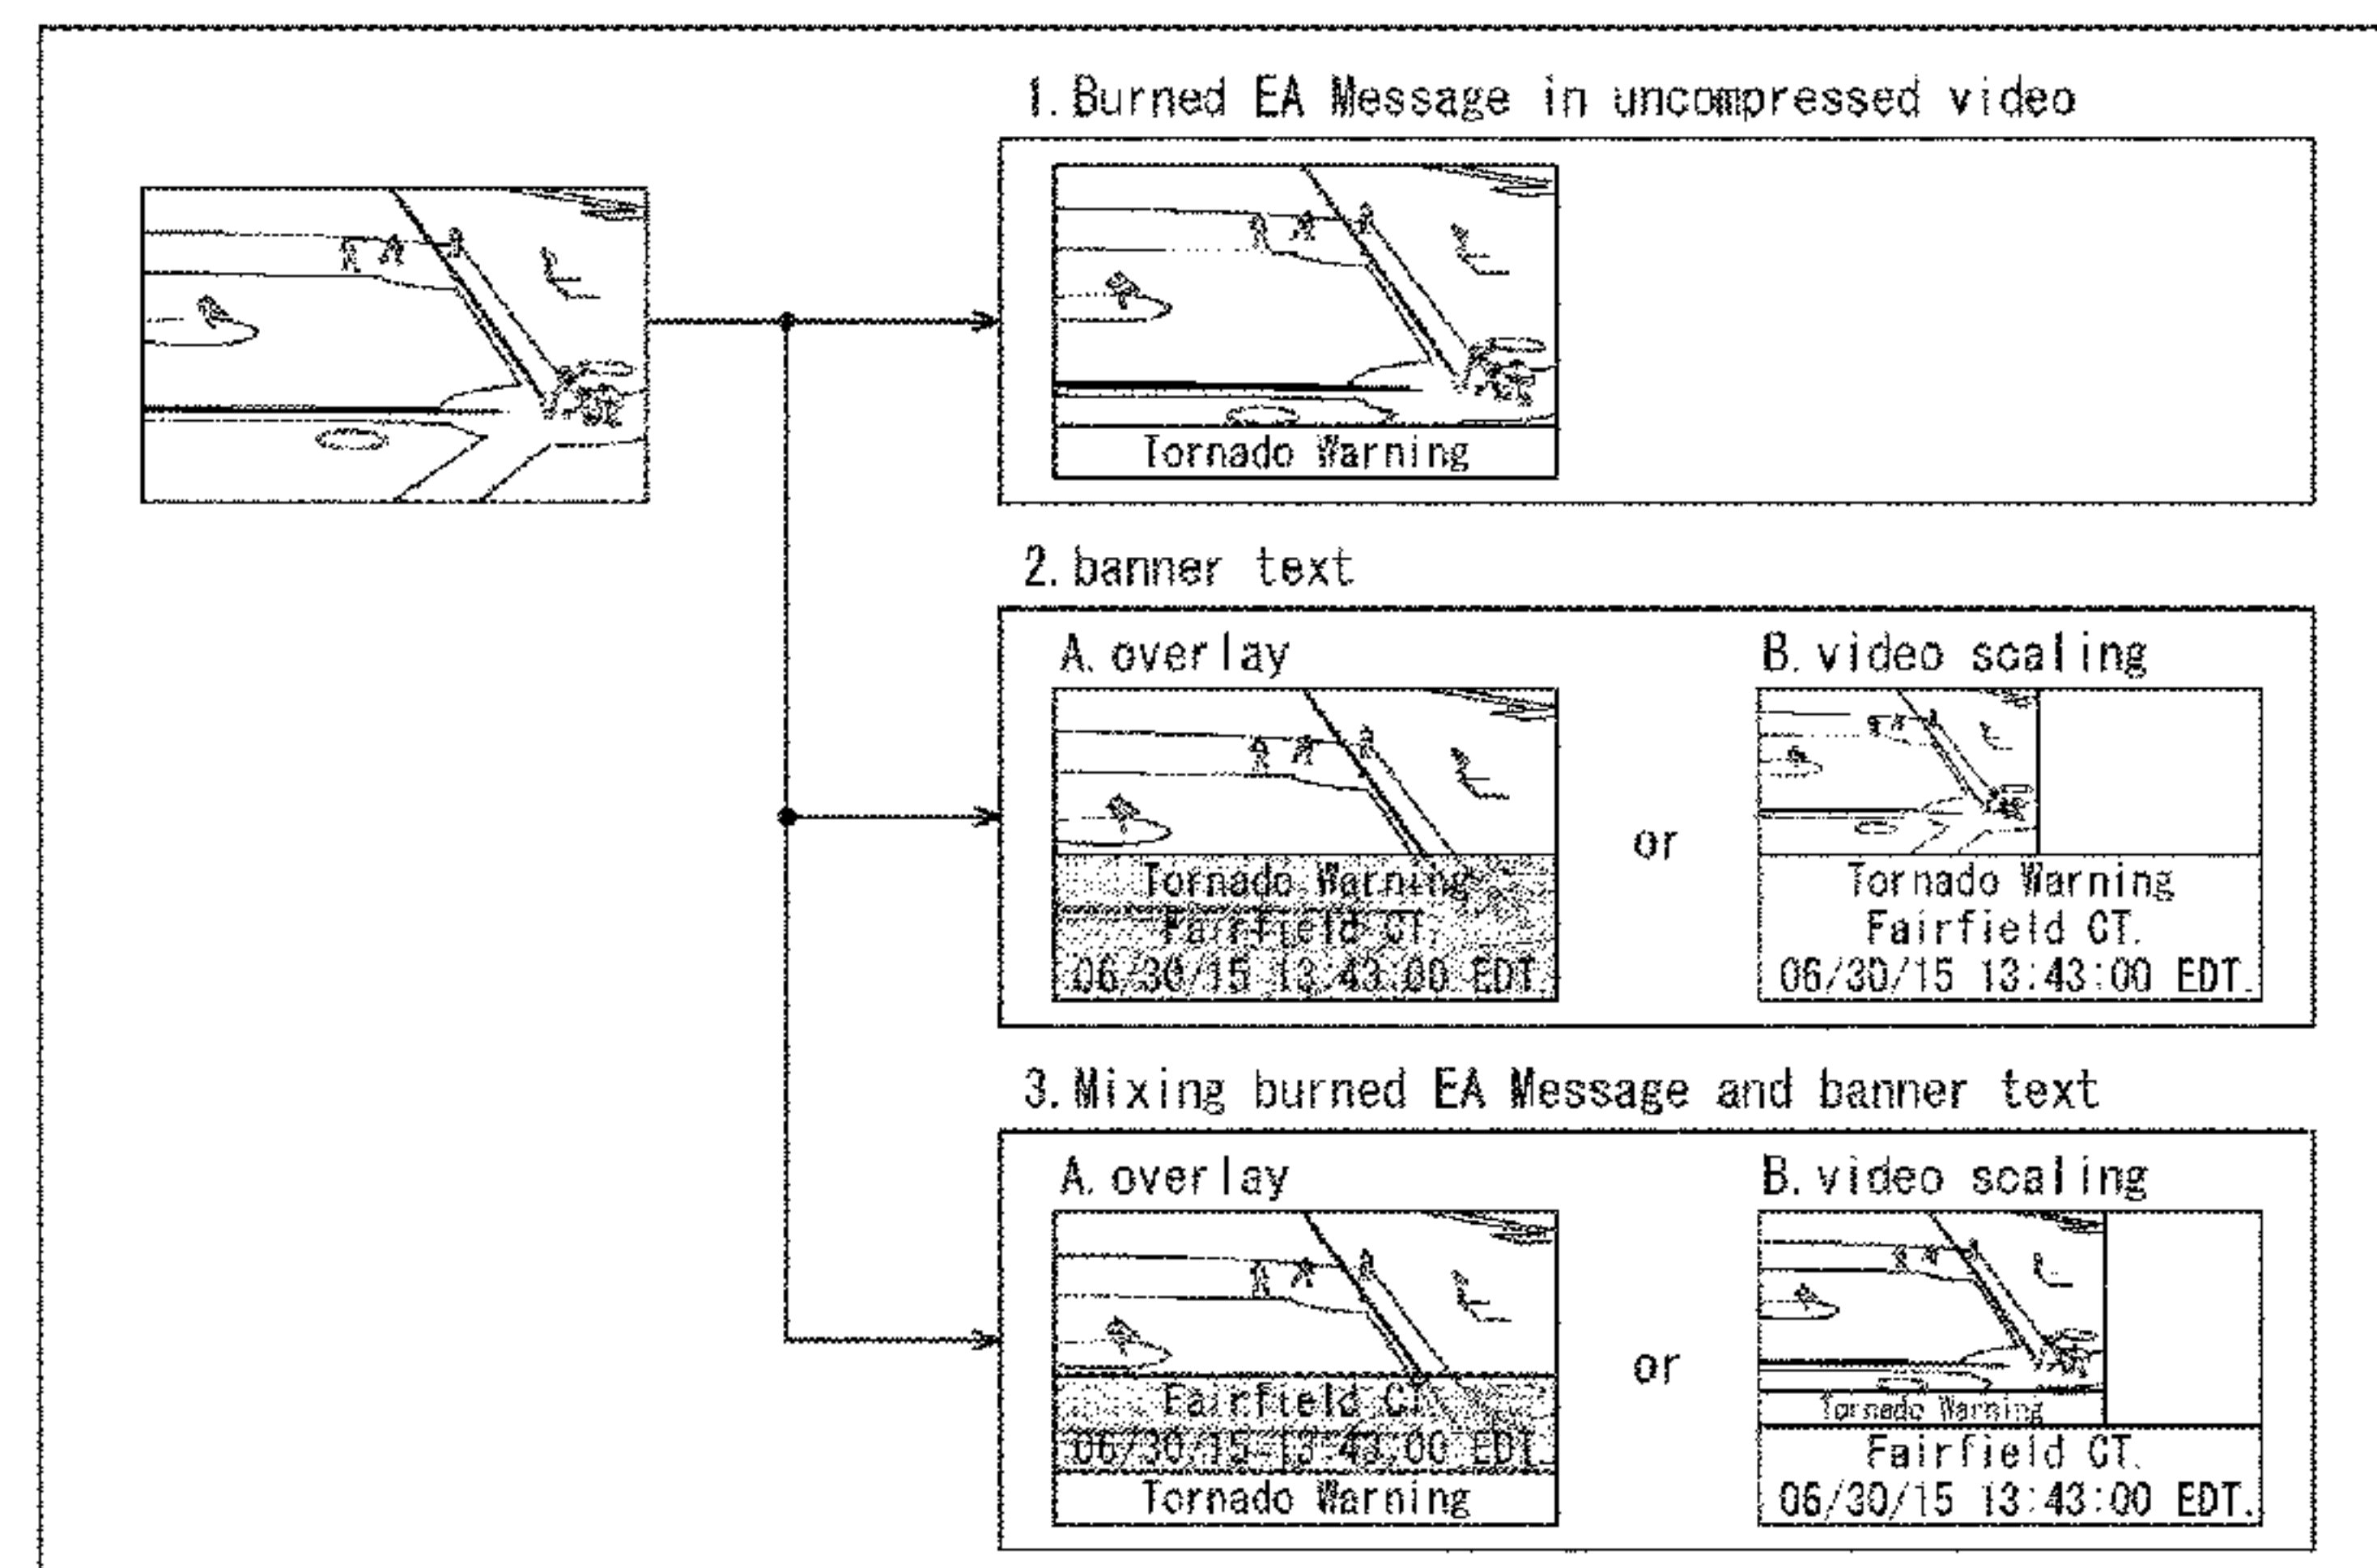 1. Burned EA Message in uncompressed video
Tornado Warning
2. banner text
A. overlay
B. video scaling
Tornado Warning
Fairfield CT.
06/30/15 13:43:00 EDT.
or
Tornado Warning
Fairfield CT.
06/30/15 13:43:00 EDT.
3. Mixing burned EA Message and banner text
A. overlay
B. video scaling
Fairfield CT.
06/30/15 13:43:00 EDT.
Tornado Warning
or
Tornado Warning
Fairfield CT.
06/30/15 13:43:00 EDT.